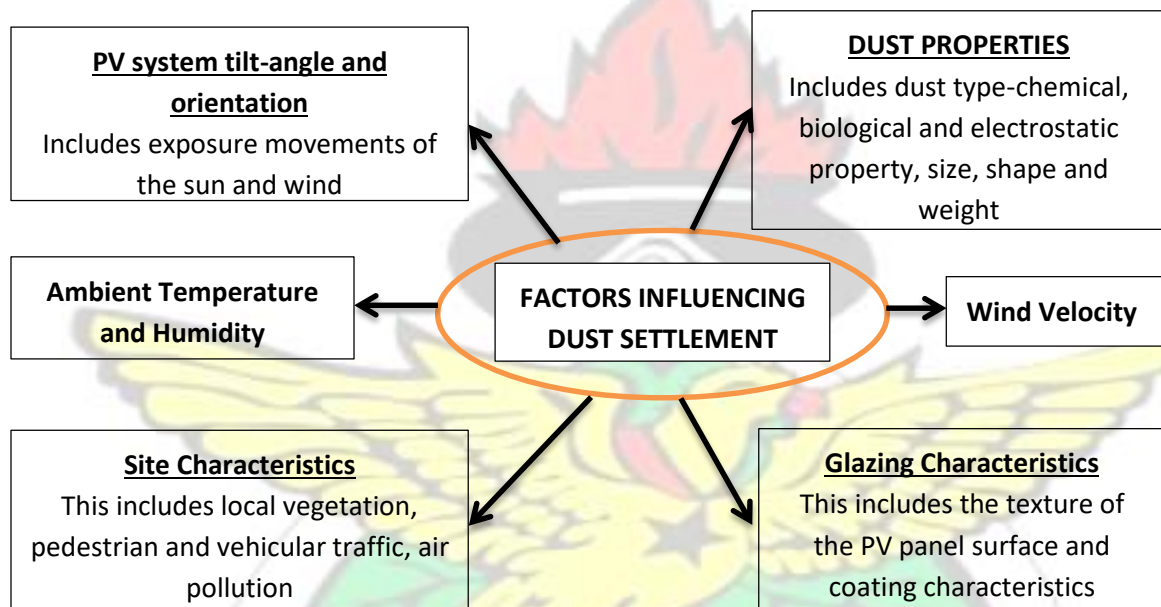 PV system tilt-angle and
orientation
Includes exposure movements of
the sun and wind
DUST PROPERTIES
Includes dust type-chemical,
biological and electrostatic
property, size, shape and
weight
Ambient Temperature
and Humidity
FACTORS INFLUENCING
DUST SETTLEMENT
Wind Velocity
Site Characteristics
This includes local vegetation,
pedestrian and vehicular traffic, air
pollution
Glazing Characteristics
This includes the texture of
the PV panel surface and
coating characteristics